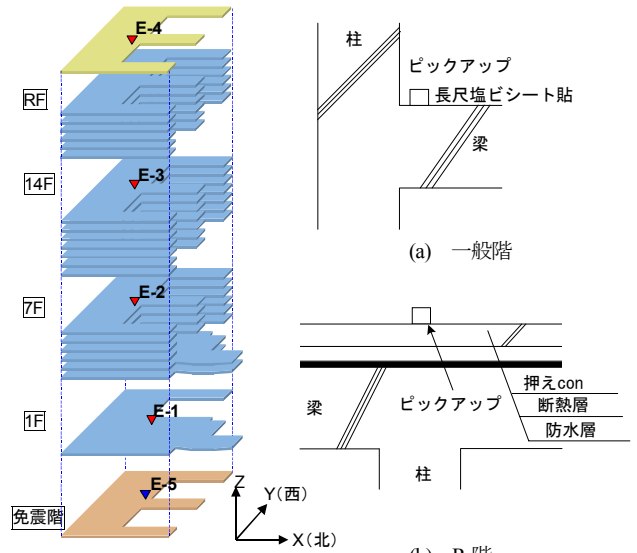 E-4
RF
E-3
14F
E-2
7F
E-1
1F
E-5
免震階
Z
Y(西)
X(北)
柱
ピックアップ
長尺塩ビシート貼
梁
(a) 一般階
押えcon
断熱層
防水層
梁
ピックアップ
柱
(b) R 階